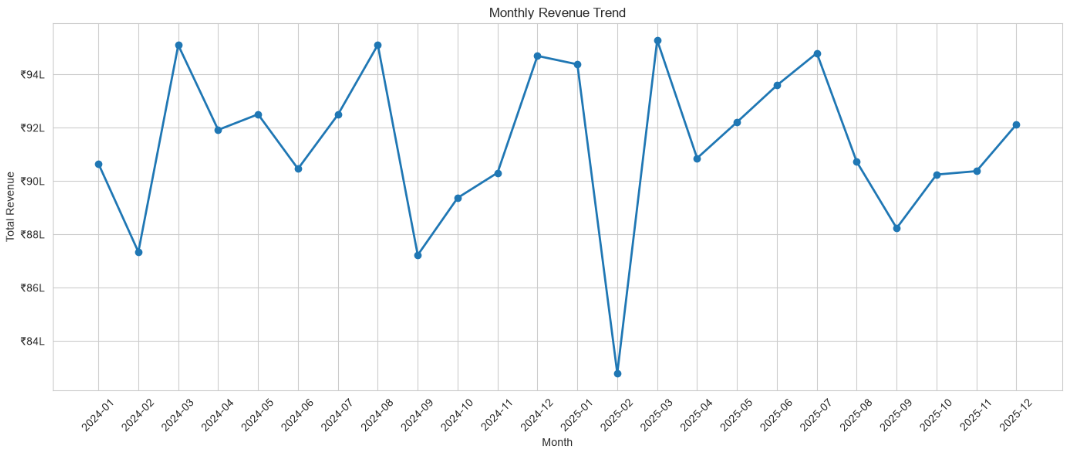 Monthly Revenue Trend
₹94L
₹92L
₹90L
₹88L
₹86L
₹84L
Total Revenue
2024-01
2024-02
2024-03
2024-04
2024-05
2024-06
2024-07
2024-08
2024-09
2024-10
2024-11
2024-12
2025-01
2025-02
2025-03
2025-04
2025-05
2025-06
2025-07
2025-08
2025-09
2025-10
2025-11
2025-12
Month